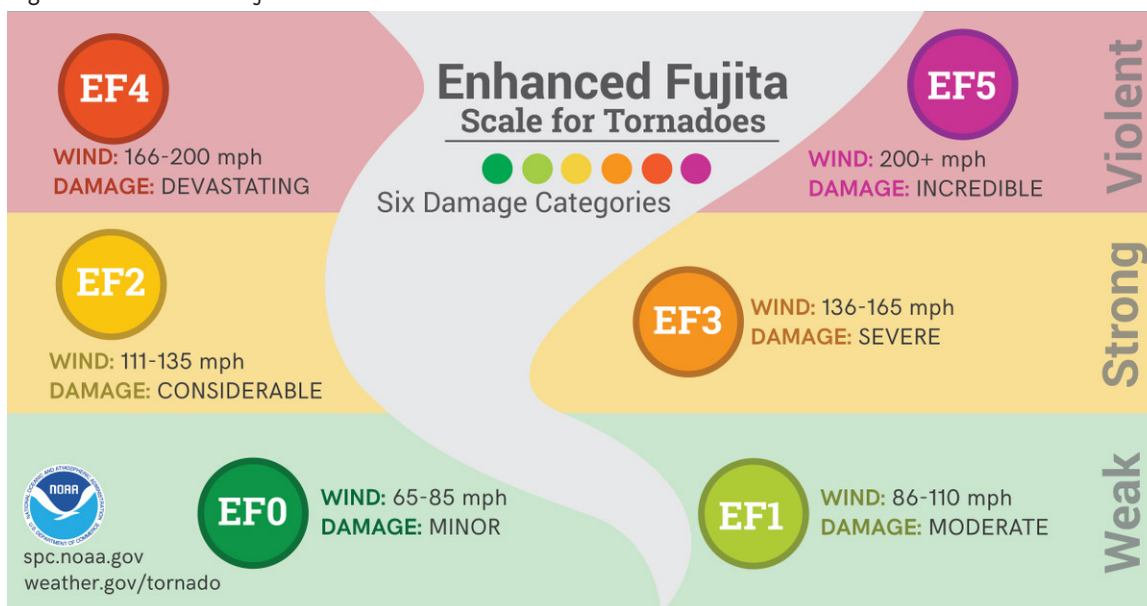 Enhanced Fujita
Scale for Tornadoes
Six Damage Categories
EF4
WIND: 166-200 mph
DAMAGE: DEVASTATING
EF5
WIND: 200+ mph
DAMAGE: INCREDIBLE
Violent
EF2
WIND: 111-135 mph
DAMAGE: CONSIDERABLE
EF3
WIND: 136-165 mph
DAMAGE: SEVERE
Strong
NOAA
EF0
WIND: 65-85 mph
DAMAGE: MINOR
EF1
WIND: 86-110 mph
DAMAGE: MODERATE
Weak
spc.noaa.gov
weather.gov/tornado